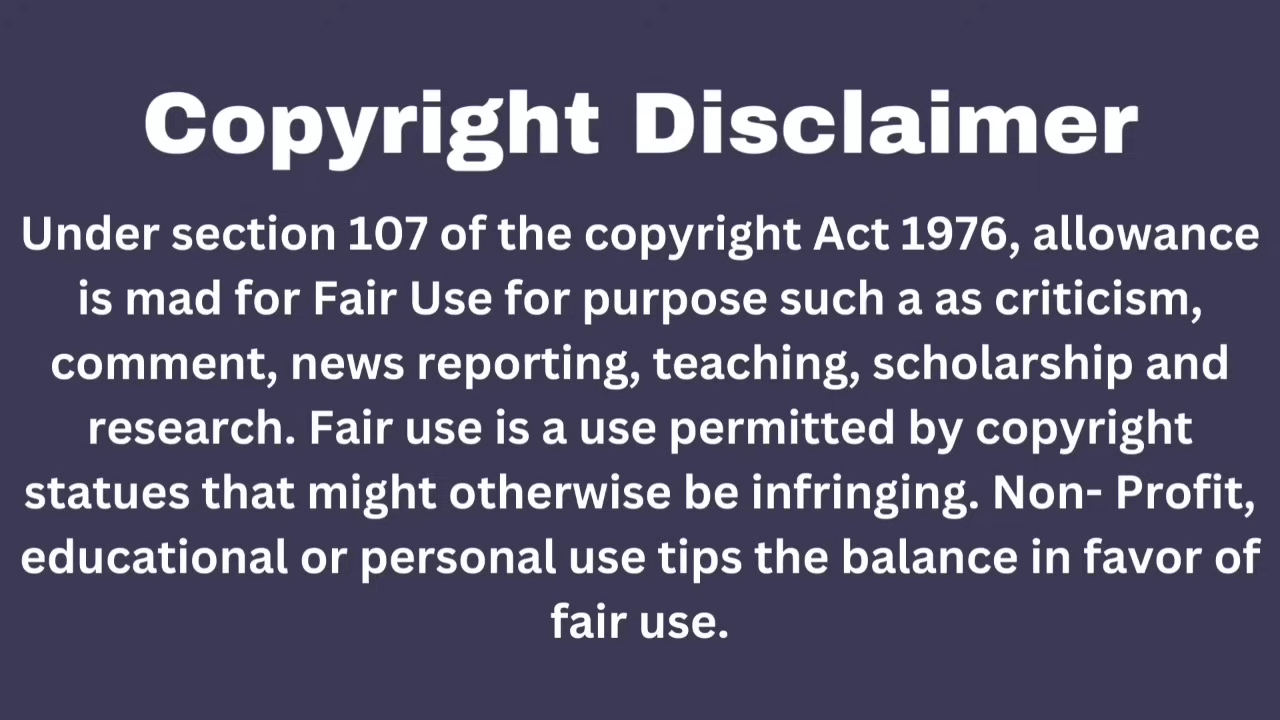 Copyright Disclaimer
Under section 107 of the copyright Act 1976, allowance
is mad for Fair Use for purpose such a as criticism,
comment, news reporting, teaching, scholarship and
research. Fair use is a use permitted by copyright
statues that might otherwise be infringing. Non- Profit,
educational or personal use tips the balance in favor of
fair use.